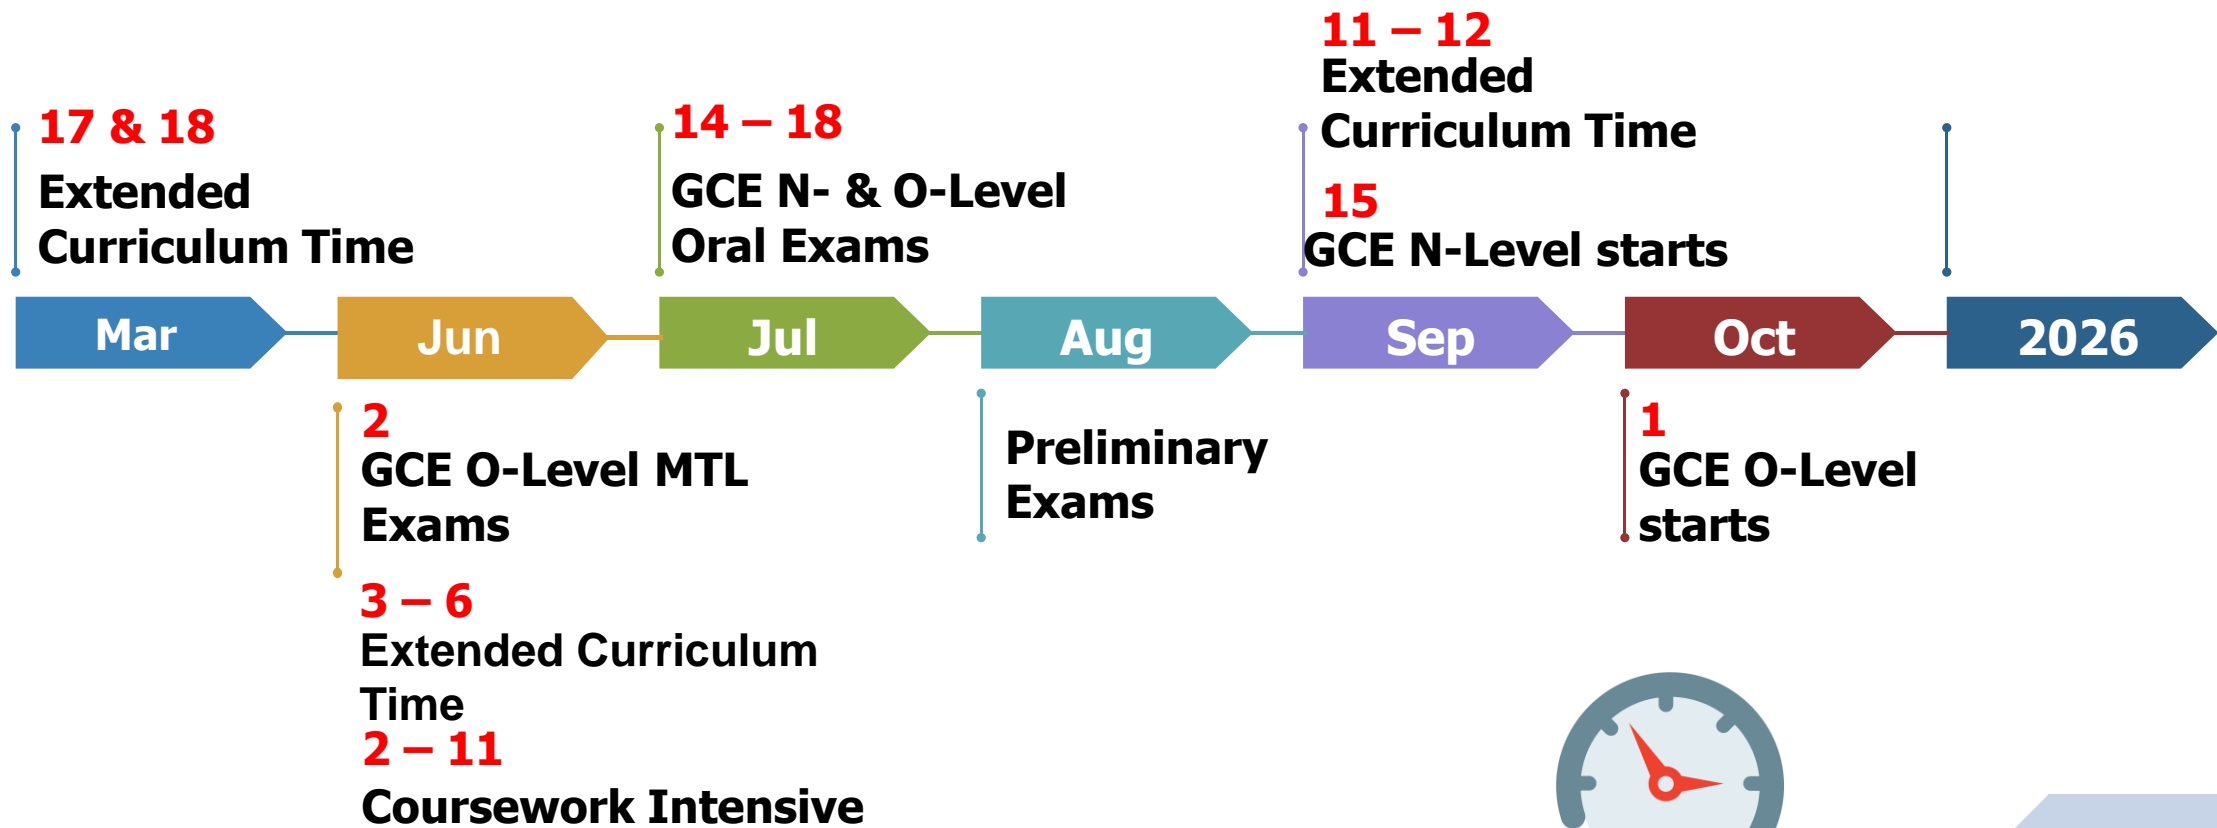 17 & 18
Extended
Curriculum Time
14 – 18
GCE N- & O-Level
Oral Exams
11 – 12
Extended
Curriculum Time
15
GCE N-Level starts
Mar
Jun
Jul
Aug
Sep
Oct
2026
2
GCE O-Level MTL
Exams
3 – 6
Extended Curriculum
Time
2 – 11
Coursework Intensive
Preliminary
Exams
1
GCE O-Level
starts